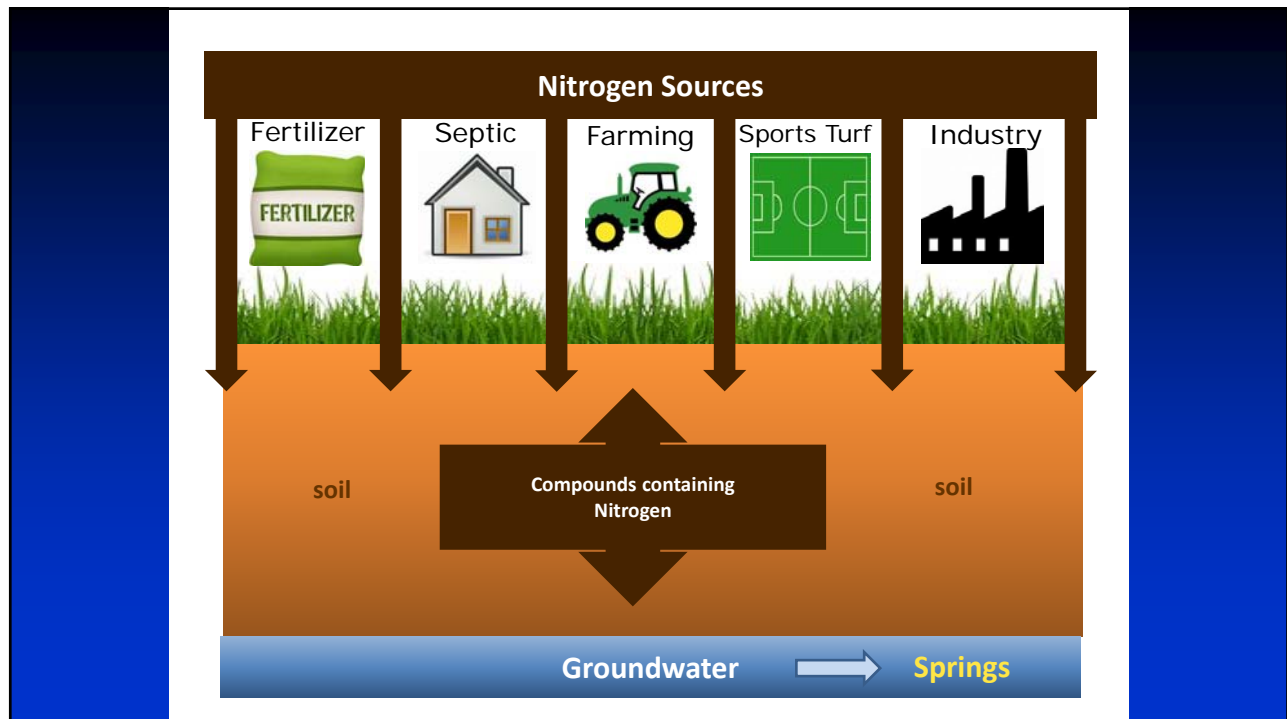 Nitrogen Sources
Fertilizer
Septic
Farming
Sports Turf
Industry
FERTILIZER
soil
Compounds containing
Nitrogen
soil
Groundwater
Springs